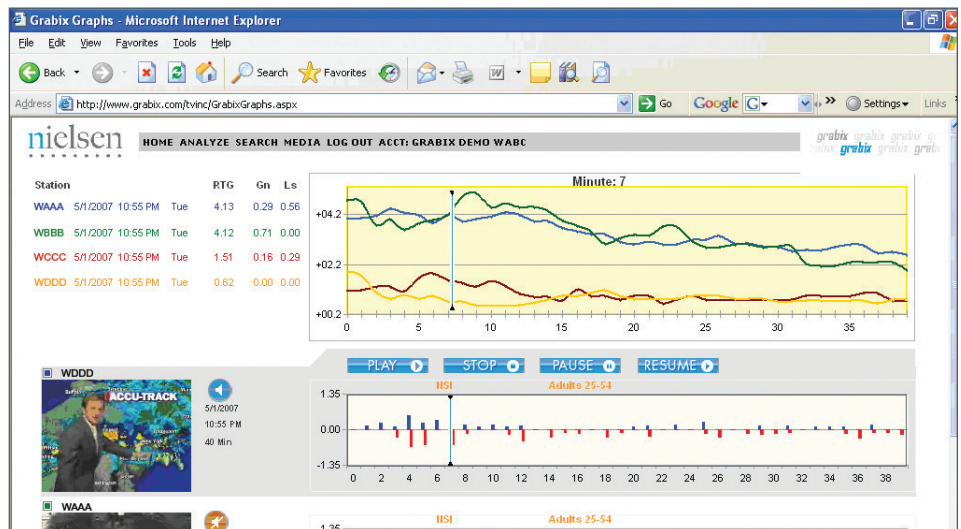 Grabix Graphs - Microsoft Internet Explorer
File Edit View Favorites Tools Help
Back Search Favorites
Address http://www.grabix.com/tvinc/GrabixGraphs.aspx Go Google G Settings Links
nielsen HOME ANALYZE SEARCH MEDIA LOG OUT ACCT: GRABIX DEMO WABC grabix grabix grabix
grabix grabix
Station RTG Gn Ls
WAAA 5/1/2007 10:55 PM Tue 4.13 0.29 0.56
WBBB 5/1/2007 10:55 PM Tue 4.12 0.71 0.00
WCCC 5/1/2007 10:55 PM Tue 1.51 0.16 0.29
WDDD 5/1/2007 10:55 PM Tue 0.62 0.00 0.00
Minute: 7
+04.2
+02.2
+00.2
0 5 10 15 20 25 30 35
PLAY STOP PAUSE RESUME
WDDD
ACCU-TRACK
5/1/2007
10:55 PM
40 Min
NSI Adults 25-54
1.35
0.00
-1.35
0 2 4 6 8 10 12 14 16 18 20 22 24 26 28 30 32 34 36 38
WAAA
NSI Adults 25-54
1.35